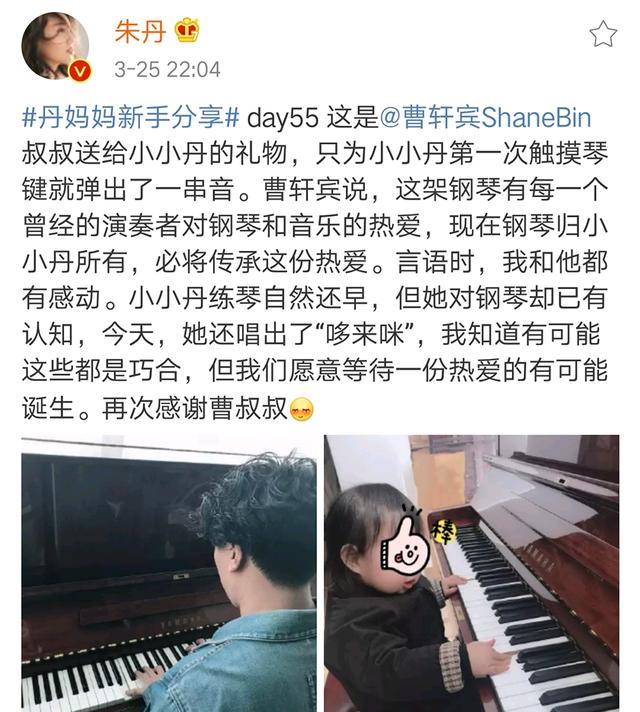 朱丹
3-25 22:04
#丹妈妈新手分享# day55 这是@曹轩宾ShaneBin
叔叔送给小小丹的礼物，只为小小丹第一次触摸琴
键就弹出了一串音。曹轩宾说，这架钢琴有每一个
曾经的演奏者对钢琴和音乐的热爱，现在钢琴归小
小丹所有，必将传承这份热爱。言语时，我和他都
有感动。小小丹练琴自然还早，但她对钢琴却已有
认知，今天，她还唱出了“哆来咪”，我知道有可能
这些都是巧合，但我们愿意等待一份热爱的有可能
诞生。再次感谢曹叔叔
YAMAHA
棒
YAMAHA